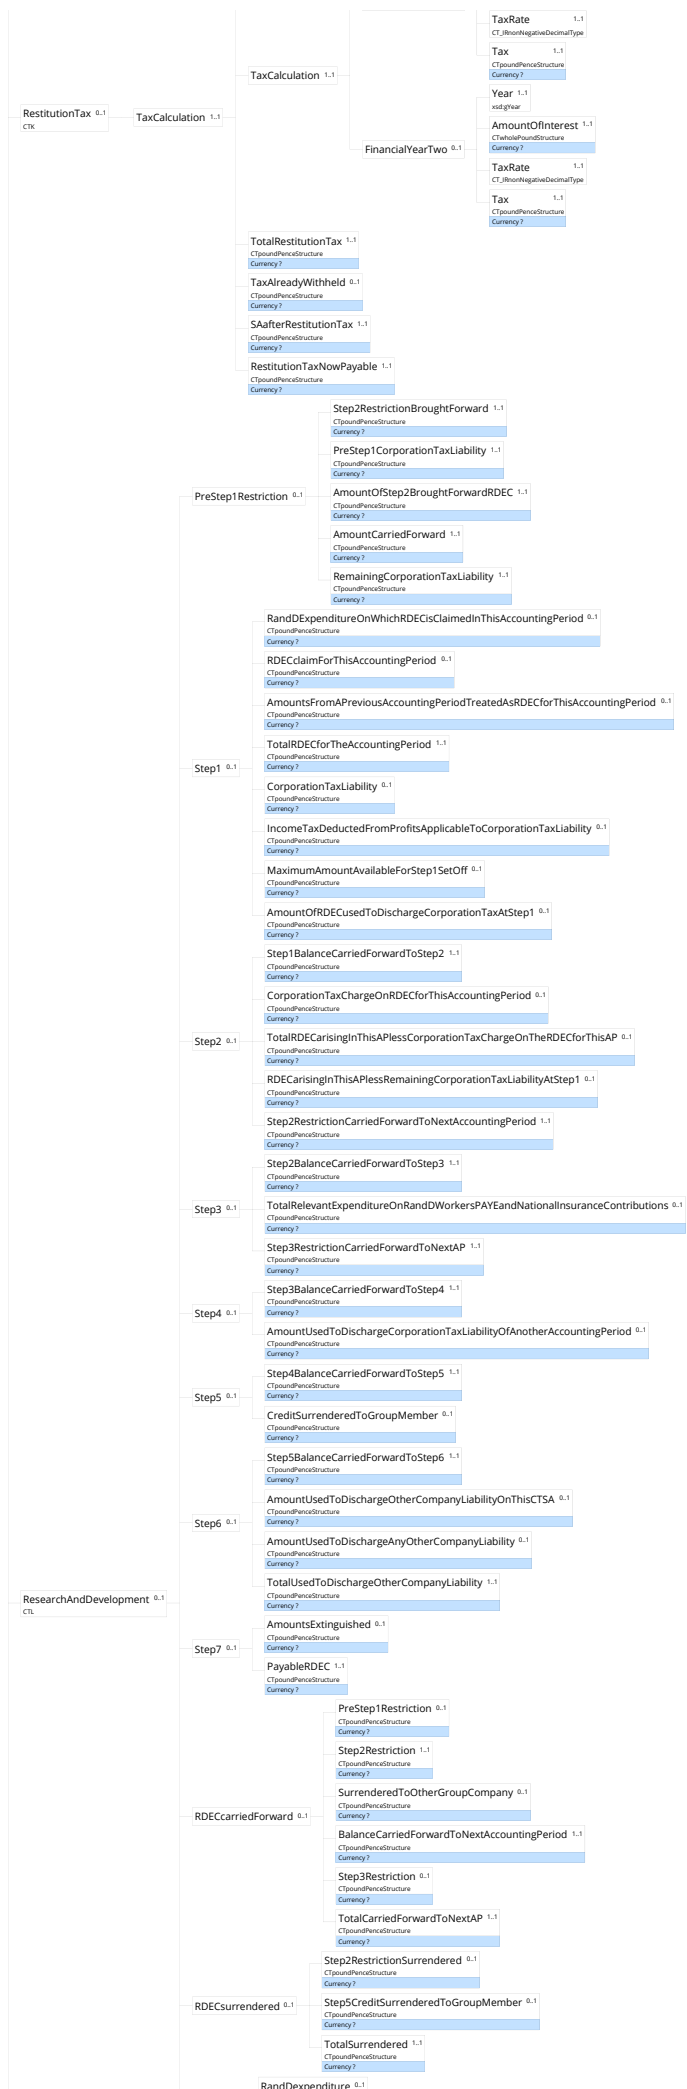 TaxRate 1..1
CT_IRnonNegativeDecimalType
Tax 1..1
CTpoundPenceStructure
Currency ?
TaxCalculation 1..1
Year 1..1
xsd:gYear
RestitutionTax 0..1
CTK
TaxCalculation 1..1
AmountOfInterest 1..1
CTwholePoundStructure
Currency ?
FinancialYearTwo 0..1
TaxRate 1..1
CT_IRnonNegativeDecimalType
Tax 1..1
CTpoundPenceStructure
Currency ?
TotalRestitutionTax 1..1
CTpoundPenceStructure
Currency ?
TaxAlreadyWithheld 0..1
CTpoundPenceStructure
Currency ?
SAafterRestitutionTax 1..1
CTpoundPenceStructure
Currency ?
RestitutionTaxNowPayable 1..1
CTpoundPenceStructure
Currency ?
Step2RestrictionBroughtForward 1..1
CTpoundPenceStructure
Currency ?
PreStep1CorporationTaxLiability 1..1
CTpoundPenceStructure
Currency ?
PreStep1Restriction 0..1
AmountOfStep2BroughtForwardRDEC 1..1
CTpoundPenceStructure
Currency ?
AmountCarriedForward 1..1
CTpoundPenceStructure
Currency ?
RemainingCorporationTaxLiability 1..1
CTpoundPenceStructure
Currency ?
RandDExpenditureOnWhichRDECisClaimedInThisAccountingPeriod 0..1
CTpoundPenceStructure
Currency ?
RDECclaimForThisAccountingPeriod 0..1
CTpoundPenceStructure
Currency ?
AmountsFromAPreviousAccountingPeriodTreatedAsRDECforThisAccountingPeriod 0..1
CTpoundPenceStructure
Currency ?
TotalRDECforTheAccountingPeriod 1..1
CTpoundPenceStructure
Currency ?
Step1 0..1
CorporationTaxLiability 0..1
CTpoundPenceStructure
Currency ?
IncomeTaxDeductedFromProfitsApplicableToCorporationTaxLiability 0..1
CTpoundPenceStructure
Currency ?
MaximumAmountAvailableForStep1SetOff 0..1
CTpoundPenceStructure
Currency ?
AmountOfRDECusedToDischargeCorporationTaxAtStep1 0..1
CTpoundPenceStructure
Currency ?
Step1BalanceCarriedForwardToStep2 1..1
CTpoundPenceStructure
Currency ?
CorporationTaxChargeOnRDECforThisAccountingPeriod 0..1
CTpoundPenceStructure
Currency ?
Step2 0..1
TotalRDECarisingInThisAPlessCorporationTaxChargeOnTheRDECforThisAP 0..1
CTpoundPenceStructure
Currency ?
RDECarisingInThisAPlessRemainingCorporationTaxLiabilityAtStep1 0..1
CTpoundPenceStructure
Currency ?
Step2RestrictionCarriedForwardToNextAccountingPeriod 1..1
CTpoundPenceStructure
Currency ?
Step2BalanceCarriedForwardToStep3 1..1
CTpoundPenceStructure
Currency ?
Step3 0..1
TotalRelevantExpenditureOnRandDWorkersPAYEandNationalInsuranceContributions 0..1
CTpoundPenceStructure
Currency ?
Step3RestrictionCarriedForwardToNextAP 1..1
CTpoundPenceStructure
Currency ?
Step3BalanceCarriedForwardToStep4 1..1
CTpoundPenceStructure
Currency ?
Step4 0..1
AmountUsedToDischargeCorporationTaxLiabilityOfAnotherAccountingPeriod 0..1
CTpoundPenceStructure
Currency ?
Step4BalanceCarriedForwardToStep5 1..1
CTpoundPenceStructure
Currency ?
Step5 0..1
CreditSurrenderedToGroupMember 0..1
CTpoundPenceStructure
Currency ?
Step5BalanceCarriedForwardToStep6 1..1
CTpoundPenceStructure
Currency ?
AmountUsedToDischargeOtherCompanyLiabilityOnThisCTSA 0..1
CTpoundPenceStructure
Currency ?
Step6 0..1
AmountUsedToDischargeAnyOtherCompanyLiability 0..1
CTpoundPenceStructure
Currency ?
TotalUsedToDischargeOtherCompanyLiability 1..1
CTpoundPenceStructure
Currency ?
ResearchAndDevelopment 0..1
CTL
AmountsExtinguished 0..1
CTpoundPenceStructure
Currency ?
Step7 0..1
PayableRDEC 1..1
CTpoundPenceStructure
Currency ?
PreStep1Restriction 0..1
CTpoundPenceStructure
Currency ?
Step2Restriction 1..1
CTpoundPenceStructure
Currency ?
SurrenderedToOtherGroupCompany 0..1
CTpoundPenceStructure
Currency ?
RDECcarriedForward 0..1
BalanceCarriedForwardToNextAccountingPeriod 1..1
CTpoundPenceStructure
Currency ?
Step3Restriction 0..1
CTpoundPenceStructure
Currency ?
TotalCarriedForwardToNextAP 1..1
CTpoundPenceStructure
Currency ?
Step2RestrictionSurrendered 0..1
CTpoundPenceStructure
Currency ?
RDECsurrendered 0..1
Step5CreditSurrenderedToGroupMember 0..1
CTpoundPenceStructure
Currency ?
TotalSurrendered 1..1
CTpoundPenceStructure
Currency ?
RandDexpenditure 0..1